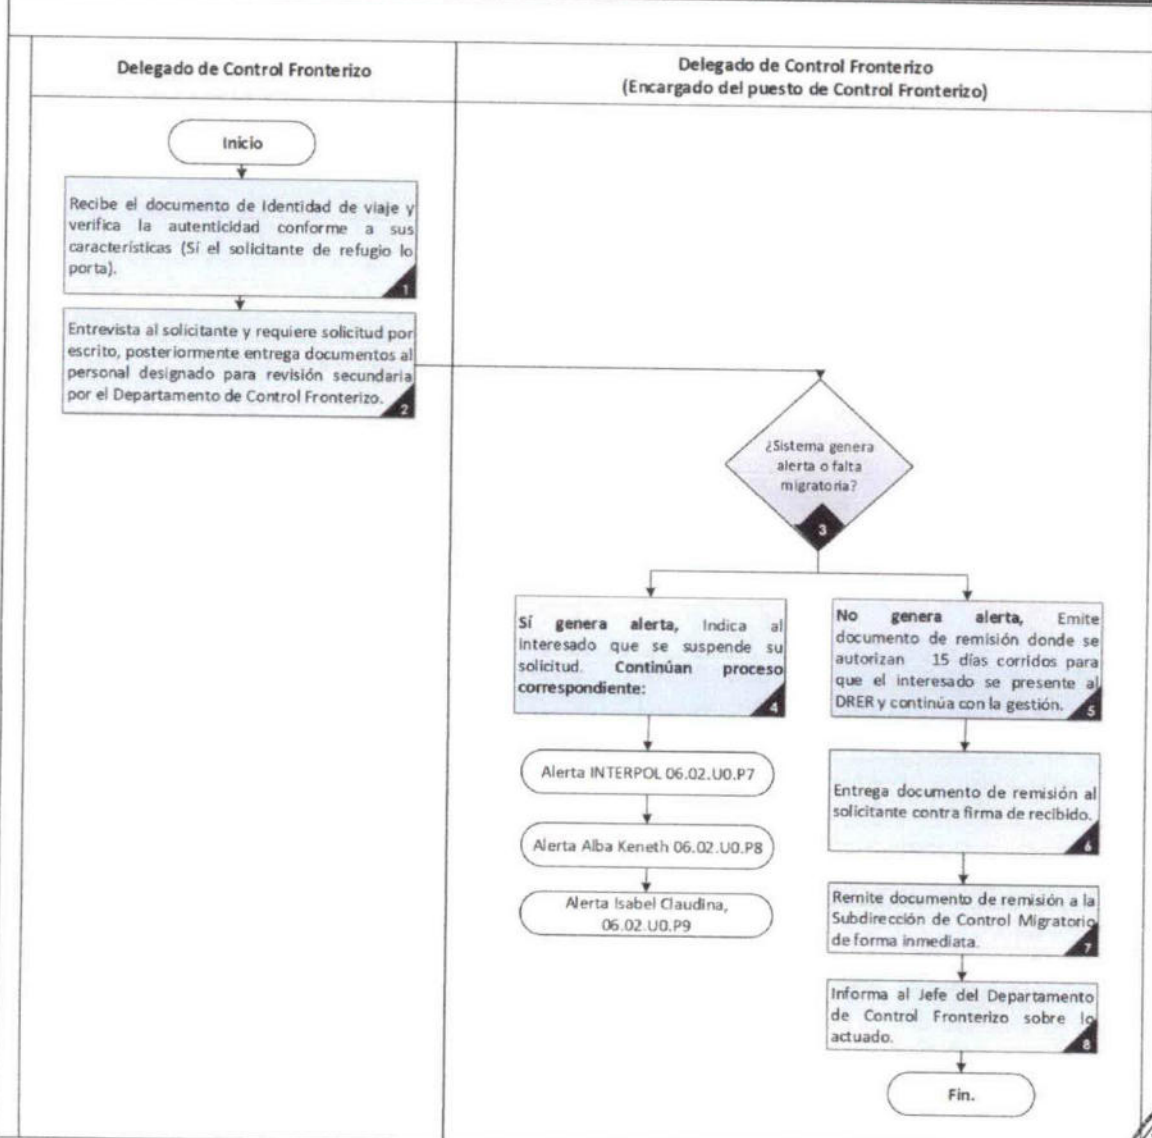 Delegado de Control Fronterizo
Delegado de Control Fronterizo
(Encargado del puesto de Control Fronterizo)
Inicio
Recibe el documento de Identidad de viaje y
verifica la autenticidad conforme a sus
características (Sí el solicitante de refugio lo
porta).
1
Entrevista al solicitante y requiere solicitud por
escrito, posteriormente entrega documentos al
personal designado para revisión secundaria
por el Departamento de Control Fronterizo.
2
¿Sistema genera
alerta o falta
migratoria?
3
Sí genera alerta, Indica al
interesado que se suspende su
solicitud. Continúan proceso
correspondiente:
4
Alerta INTERPOL 06.02.U0.P7
Alerta Alba Keneth 06.02.U0.P8
Alerta Isabel Claudina,
06.02.U0.P9
No genera alerta, Emite
documento de remisión donde se
autorizan 15 días corridos para
que el interesado se presente al
DRER y continúa con la gestión.
5
Entrega documento de remisión al
solicitante contra firma de recibido.
6
Remite documento de remisión a la
Subdirección de Control Migratorio
de forma inmediata.
7
Informa al Jefe del Departamento
de Control Fronterizo sobre lo
actuado.
8
Fin.